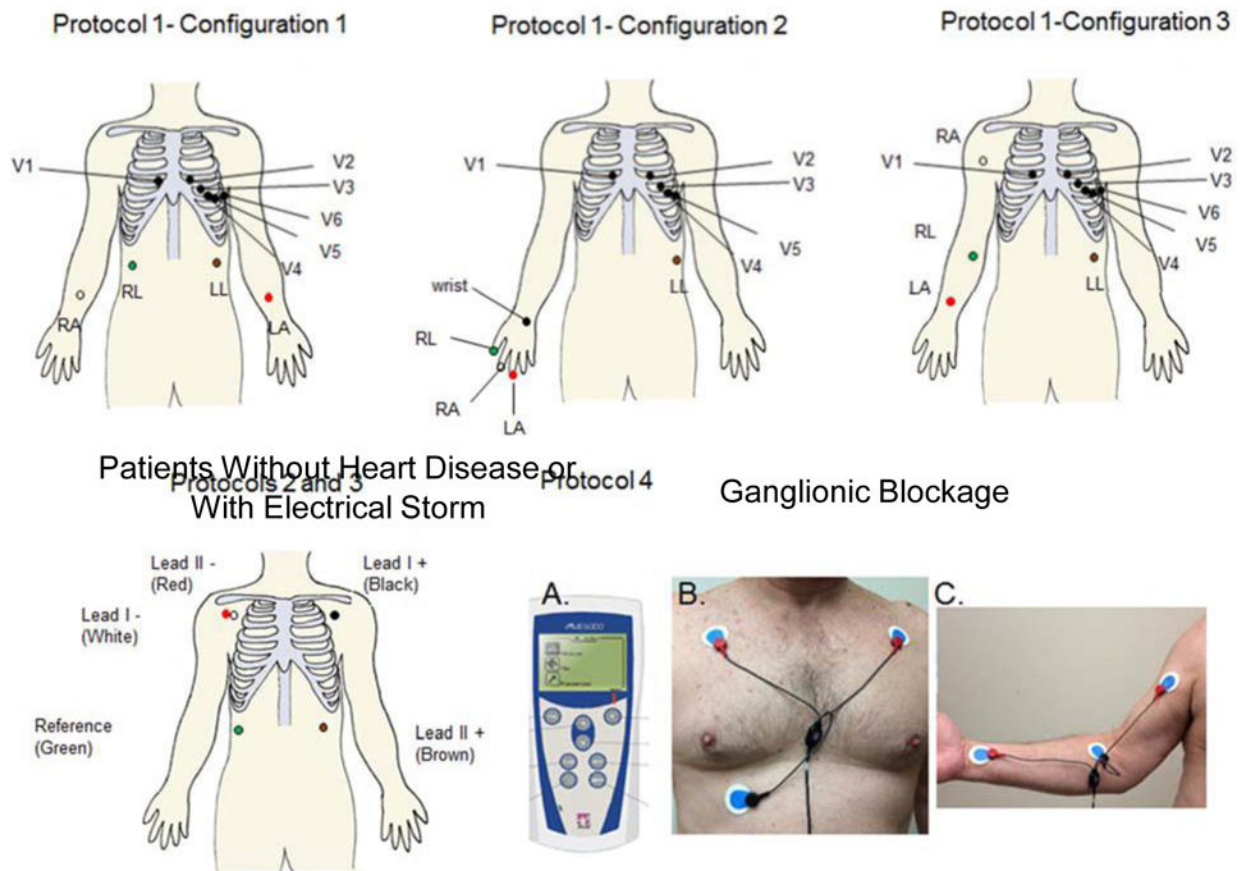 Protocol 1- Configuration 1
Protocol 1- Configuration 2
Protocol 1-Configuration 3
V1
V2
V3
V6
V5
V4
RL
LL
RA
LA
V1
V2
V3
V5
V4
LL
wrist
RL
RA
LA
RA
V1
V2
V3
V6
V5
V4
RL
LA
LL
Patients Without Heart Disease or
With Electrical Storm
Protocols 2 and 3
Protocol 4
Ganglionic Blockage
Lead II -
(Red)
Lead I +
(Black)
Lead I -
(White)
Reference
(Green)
Lead II +
(Brown)
A.
B.
C.